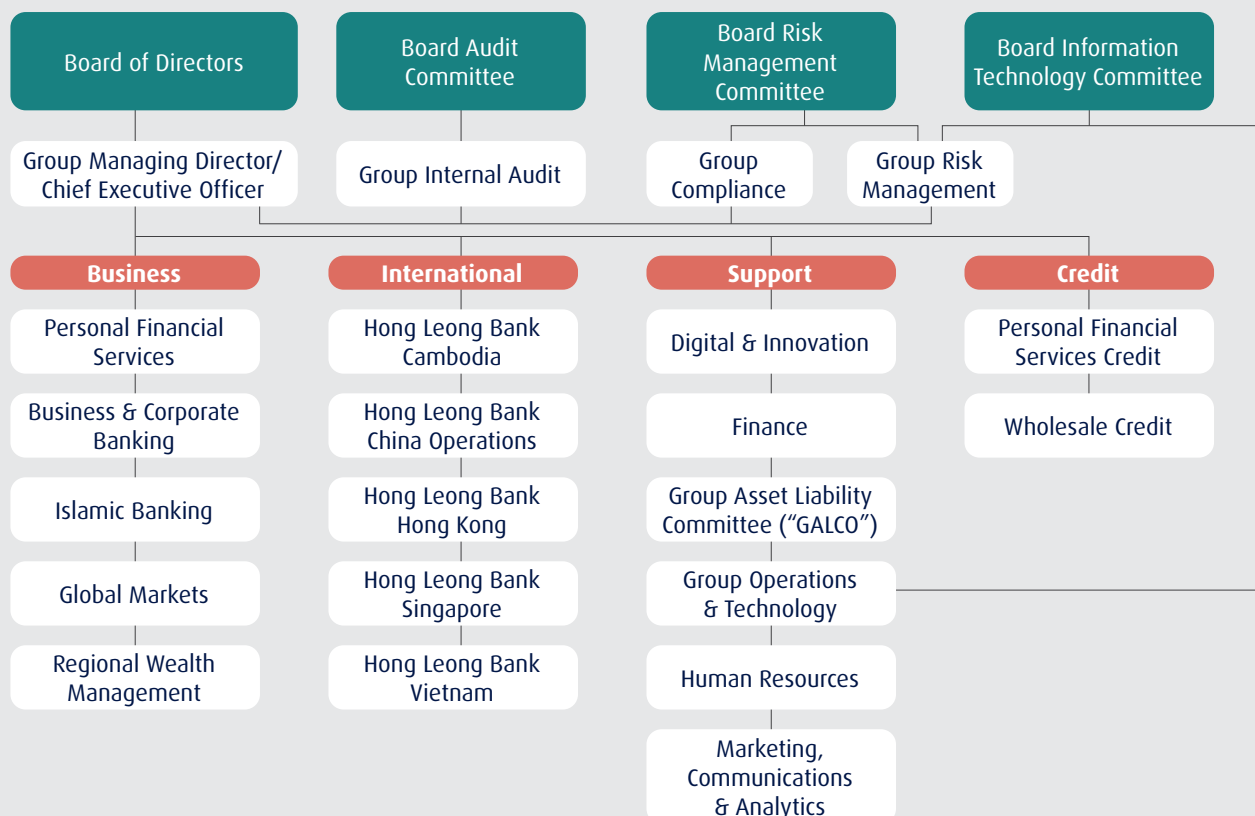 Board of Directors
Board Audit
Committee
Board Risk
Management
Committee
Board Information
Technology Committee
Group Managing Director/
Chief Executive Officer
Group Internal Audit
Group
Compliance
Group Risk
Management
Business
International
Support
Credit
Personal Financial
Services
Business & Corporate
Banking
Islamic Banking
Global Markets
Regional Wealth
Management
Hong Leong Bank
Cambodia
Hong Leong Bank
China Operations
Hong Leong Bank
Hong Kong
Hong Leong Bank
Singapore
Hong Leong Bank
Vietnam
Digital & Innovation
Finance
Group Asset Liability
Committee (“GALCO”)
Group Operations
& Technology
Human Resources
Marketing,
Communications
& Analytics
Personal Financial
Services Credit
Wholesale Credit